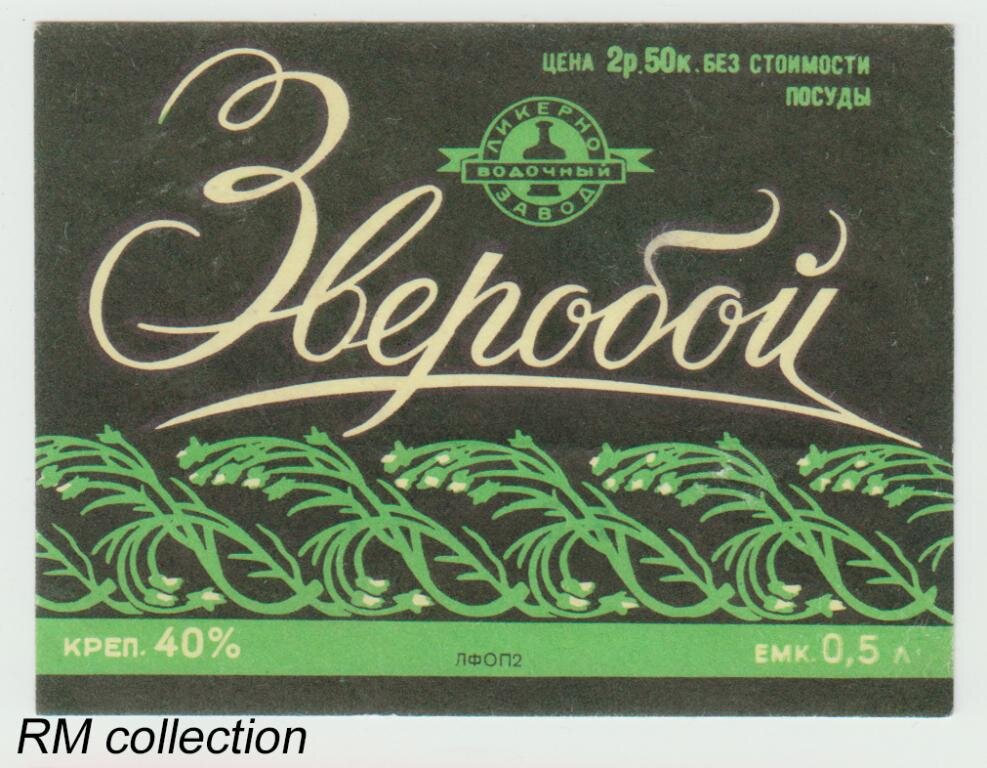 ЦЕНА 2р.50к. БЕЗ СТОИМОСТИ
ПОСУДЫ
ЛИКЕРНО
ВОДОЧНЫЙ
ЗАВОД
Зверобой
КРЕП. 40%
ЛФОП2
ЕМК. 0,5 л
RM collection